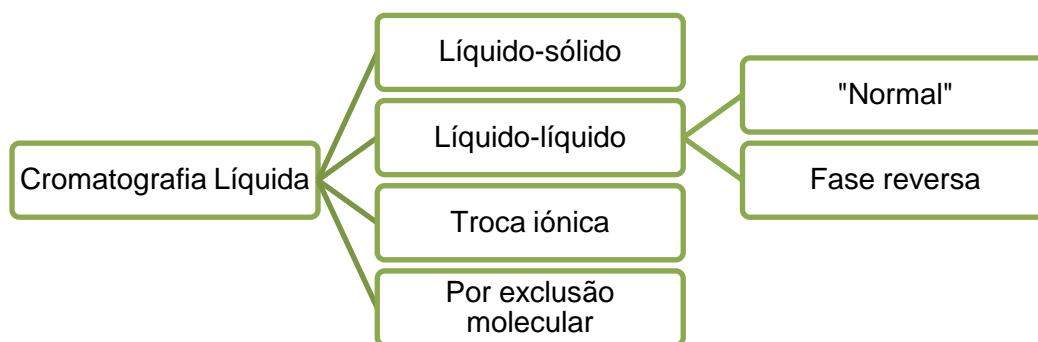 Cromatografia Líquida
Líquido-sólido
Líquido-líquido
Troca iónica
Por exclusão
molecular
"Normal"
Fase reversa